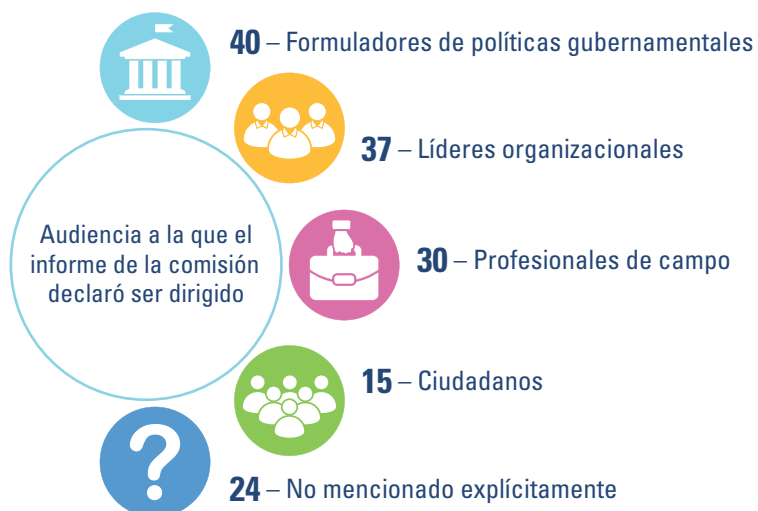 40 – Formuladores de políticas gubernamentales
37 – Líderes organizacionales
Audiencia a la que el
informe de la comisión
declaró ser dirigido
30 – Profesionales de campo
15 – Ciudadanos
?
24 – No mencionado explícitamente